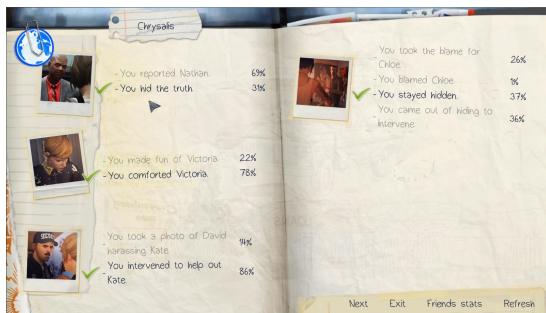 Chrysalis
- You reported Nathan. 69%
- You hid the truth. 31%
- You made fun of Victoria. 22%
- You comforted Victoria. 78%
- You took a photo of David
harassing Kate. 14%
- You intervened to help out
Kate. 86%
- You took the blame for
Chloe. 26%
- You blamed Chloe. 1%
- You stayed hidden. 37%
- You came out of hiding to
intervene. 36%
Next Exit Friends stats Refresh